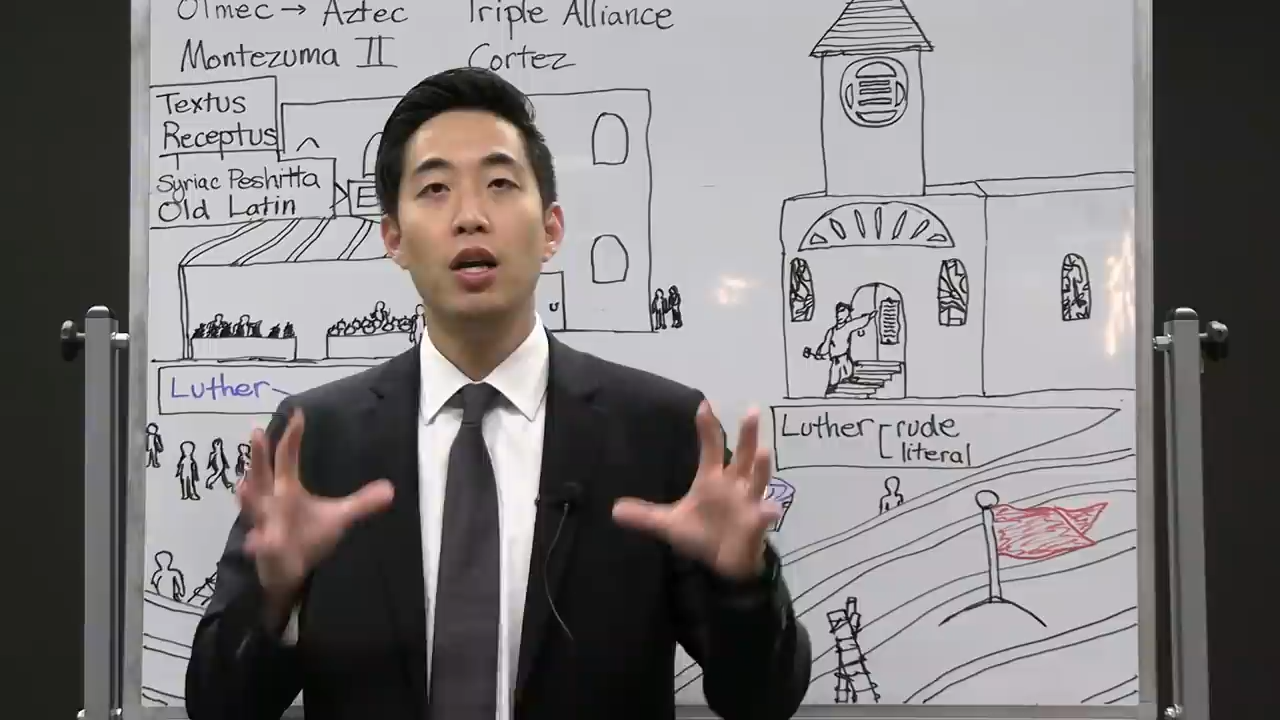 Olmec → Aztec Triple Alliance
Montezuma II Cortez
Textus
Receptus
Syriac Peshitta
Old Latin
Luther
Luther rude
literal